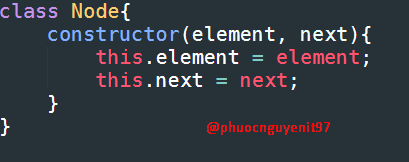 class Node{
    constructor(element, next){
        this.element = element;
        this.next = next;
    }
}
@phuocnguyenit97